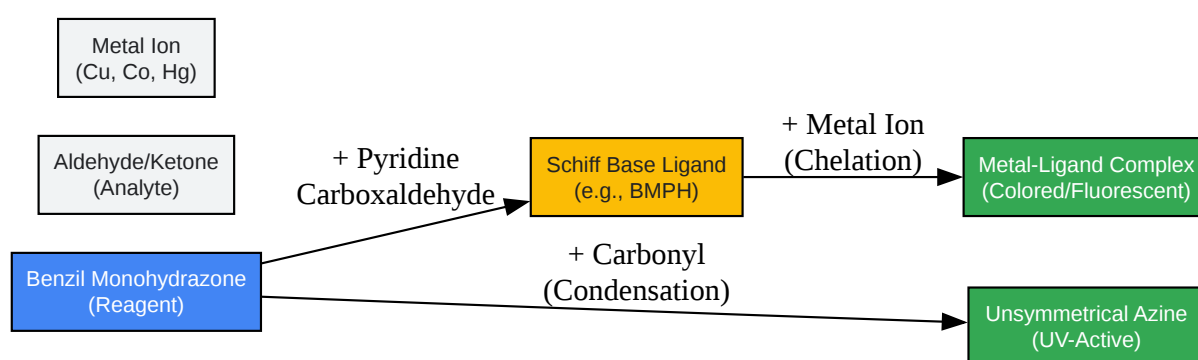 Metal Ion
(Cu, Co, Hg)
Aldehyde/Ketone
(Analyte)
Benzil Monohydrazone
(Reagent)
+ Pyridine
Carboxaldehyde
Schiff Base Ligand
(e.g., BMPH)
+ Metal Ion
(Chelation)
Metal-Ligand Complex
(Colored/Fluorescent)
+ Carbonyl
(Condensation)
Unsymmetrical Azine
(UV-Active)